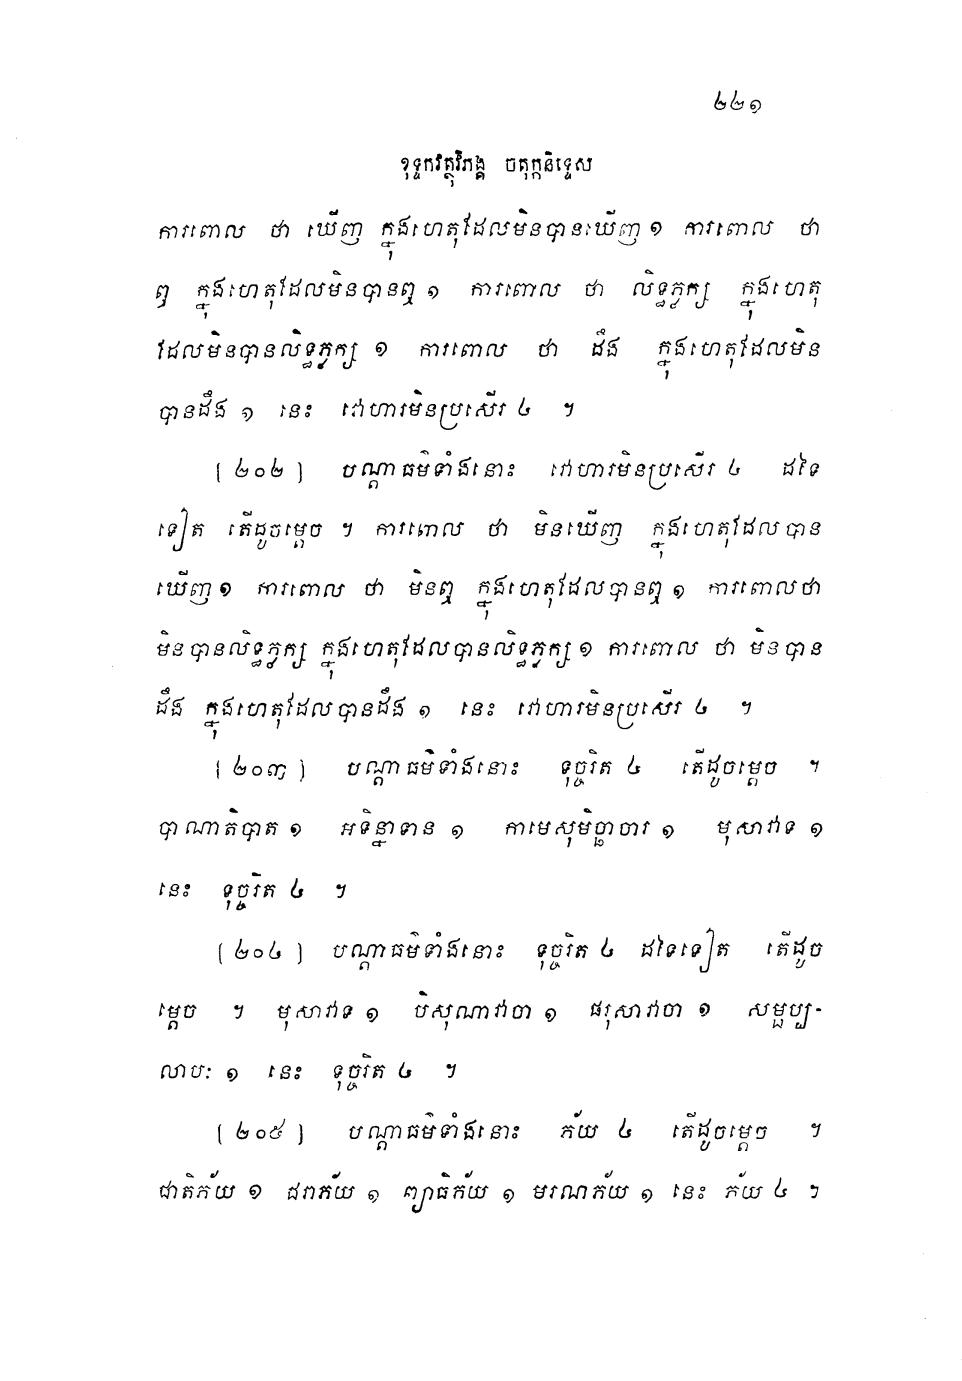 ២២១
ខុទ្ទកវត្ថុវិភង្គ ចតុក្កនិទ្ទេស
ការពោល ថា ឃើញ ក្នុងហេតុដែលមិនបានឃើញ ១ ការពោល ថា
ឮ ក្នុងហេតុដែលមិនបានឮ ១ ការពោល ថា លិទ្ធភ្លក្ស ក្នុងហេតុ
ដែលមិនបានលិទ្ធភ្លក្ស ១ ការពោល ថា ដឹង ក្នុងហេតុដែលមិន
បានដឹង ១ នេះ វោហារមិនប្រសើរ ៤ ។
[២០២] បណ្តាធម៌ទាំងនោះ វោហារមិនប្រសើរ ៤ ដទៃ
ទៀត តើដូចម្តេច ។ ការពោល ថា មិនឃើញ ក្នុងហេតុដែលបាន
ឃើញ ១ ការពោល ថា មិនឮ ក្នុងហេតុដែលបានឮ ១ ការពោលថា
មិនបានលិទ្ធភ្លក្ស ក្នុងហេតុដែលបានលិទ្ធភ្លក្ស ១ ការពោល ថា មិនបាន
ដឹង ក្នុងហេតុដែលបានដឹង ១ នេះ វោហារមិនប្រសើរ ៤ ។
[២០៣] បណ្តាធម៌ទាំងនោះ ទុច្ចរិត ៤ តើដូចម្តេច ។
បាណាតិបាត ១ អទិន្នាទាន ១ កាមេសុមិច្ឆាចារ ១ មុសាវាទ ១
នេះ ទុច្ចរិត ៤ ។
[២០៤] បណ្តាធម៌ទាំងនោះ ទុច្ចរិត ៤ ដទៃទៀត តើដូច
ម្តេច ។ មុសាវាទ ១ បិសុណាវាចា ១ ផរុសាវាចា ១ សម្ផប្ប-
លាបៈ ១ នេះ ទុច្ចរិត ៤ ។
[២០៥] បណ្តាធម៌ទាំងនោះ ភ័យ ៤ តើដូចម្តេច ។
ជាតិភ័យ ១ ជរាភ័យ ១ ព្យាធិភ័យ ១ មរណភ័យ ១ នេះ ភ័យ ៤ ។